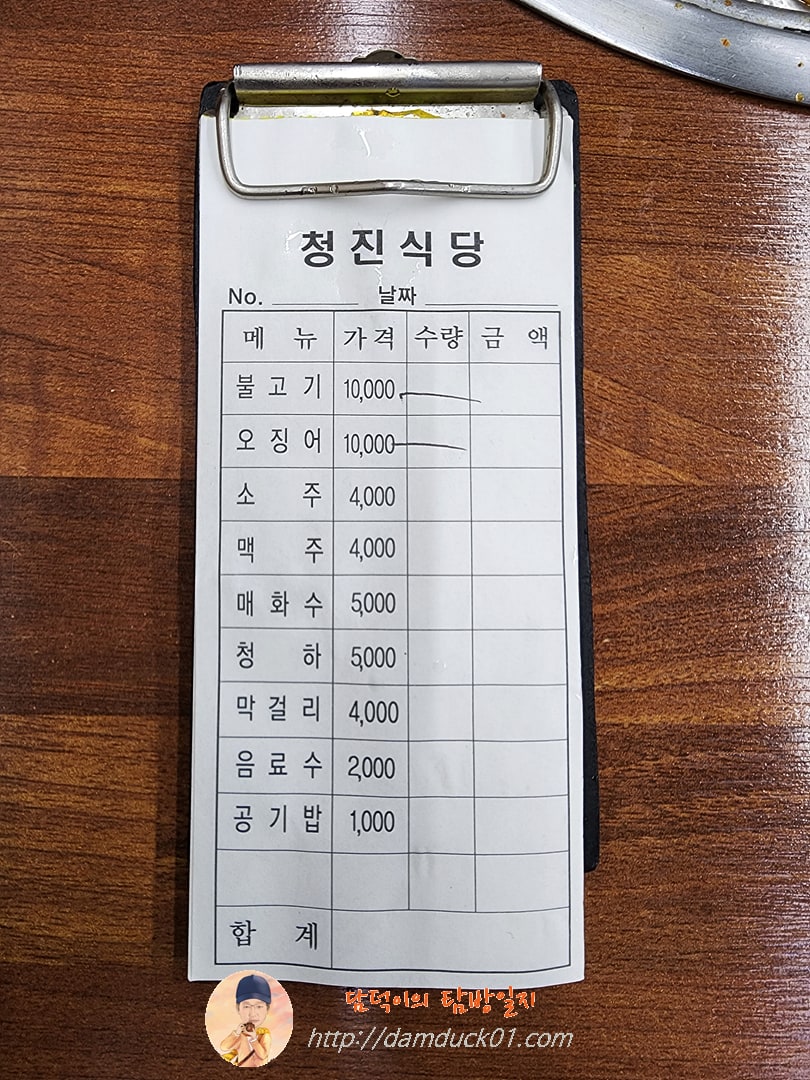 청진식당
No. 날짜
메뉴 가격 수량 금액
불고기 10,000
오징어 10,000
소주 4,000
맥주 4,000
매화수 5,000
청하 5,000
막걸리 4,000
음료수 2,000
공기밥 1,000
합계
담덕이의 탐방일지
http://damduck01.com